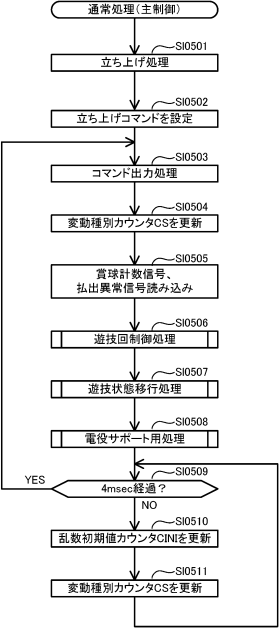 通常処理(主制御)
SI0501
立ち上げ処理
SI0502
立ち上げコマンドを設定
SI0503
コマンド出力処理
SI0504
変動種別カウンタCSを更新
SI0505
賞球計数信号、
払出異常信号読み込み
SI0506
遊技回制御処理
SI0507
遊技状態移行処理
SI0508
電役サポート用処理
SI0509
YES
4msec経過?
NO
SI0510
乱数初期値カウンタCINIを更新
SI0511
変動種別カウンタCSを更新